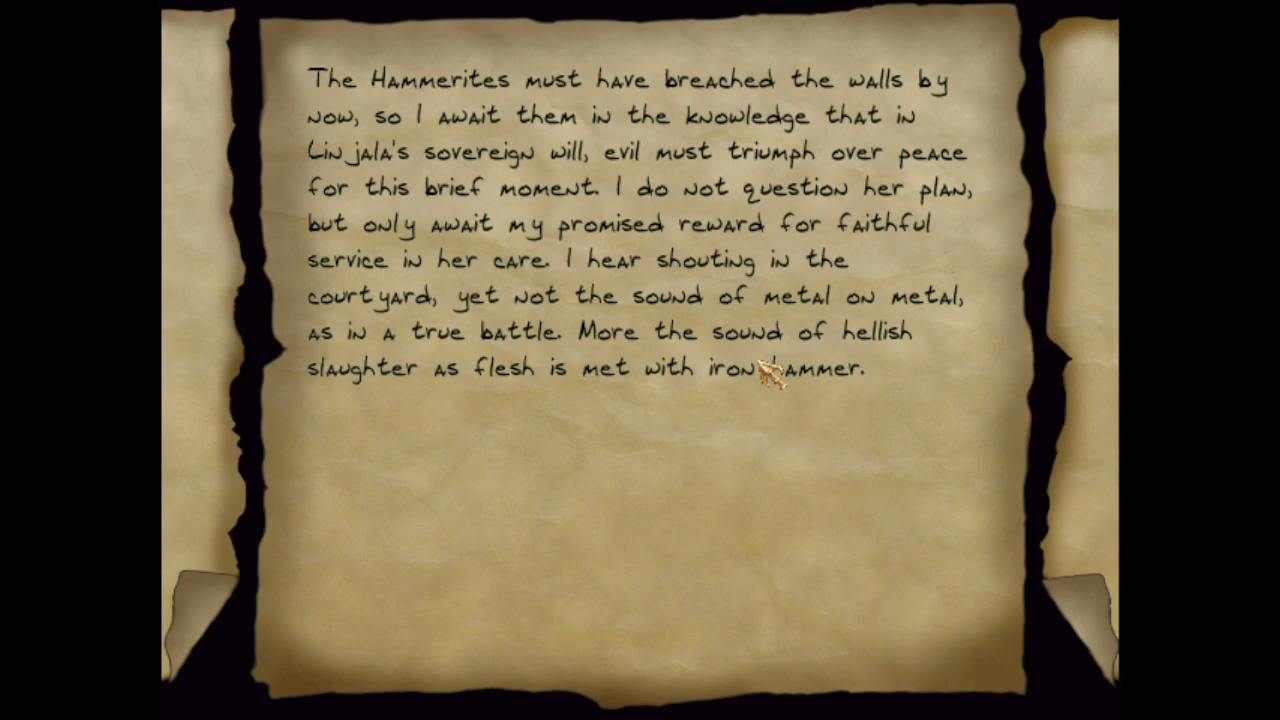 The Hammerites must have breached the walls by
now, so I await them in the knowledge that in
Lin jala's sovereign will, evil must triumph over peace
for this brief moment. I do not question her plan,
but only await my promised reward for faithful
service in her care. I hear shouting in the
courtyard, yet not the sound of metal on metal,
as in a true battle. More the sound of hellish
slaughter as flesh is met with iron hammer.